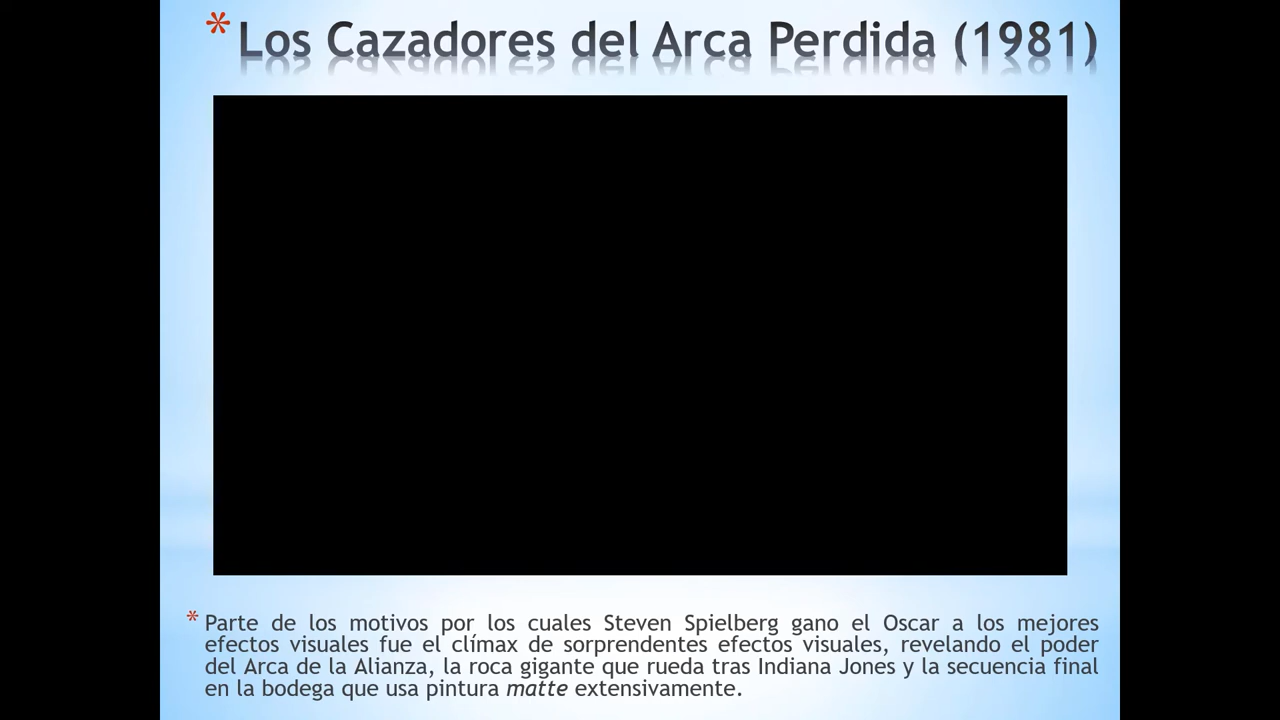 * Los Cazadores del Arca Perdida (1981)
* Parte de los motivos por los cuales Steven Spielberg gano el Oscar a los mejores
efectos visuales fue el clímax de sorprendentes efectos visuales, revelando el poder
del Arca de la Alianza, la roca gigante que rueda tras Indiana Jones y la secuencia final
en la bodega que usa pintura matte extensivamente.